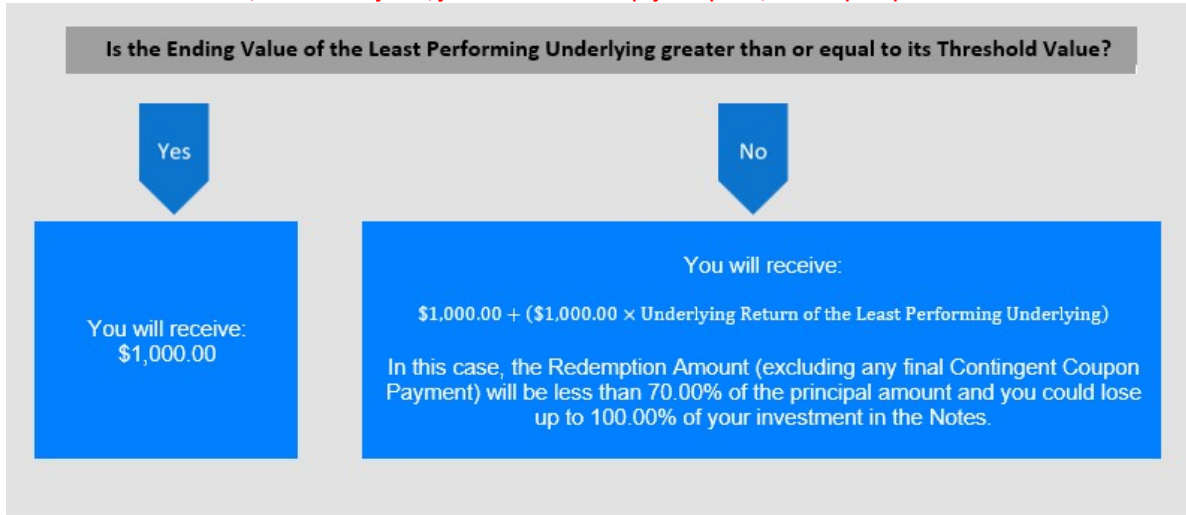 Is the Ending Value of the Least Performing Underlying greater than or equal to its Threshold Value?
Yes
No
You will receive:
$1,000.00
You will receive:
$1,000.00 + ($1,000.00 × Underlying Return of the Least Performing Underlying)
In this case, the Redemption Amount (excluding any final Contingent Coupon
Payment) will be less than 70.00% of the principal amount and you could lose
up to 100.00% of your investment in the Notes.